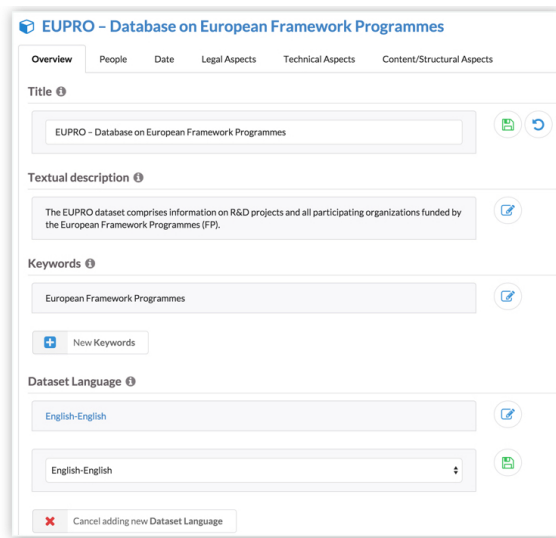 EUPRO – Database on European Framework Programmes
Overview People Date Legal Aspects Technical Aspects Content/Structural Aspects
Title
EUPRO – Database on European Framework Programmes
Textual description
The EUPRO dataset comprises information on R&D projects and all participating organizations funded by
the European Framework Programmes (FP).
Keywords
European Framework Programmes
New Keywords
Dataset Language
English-English
English-English
Cancel adding new Dataset Language